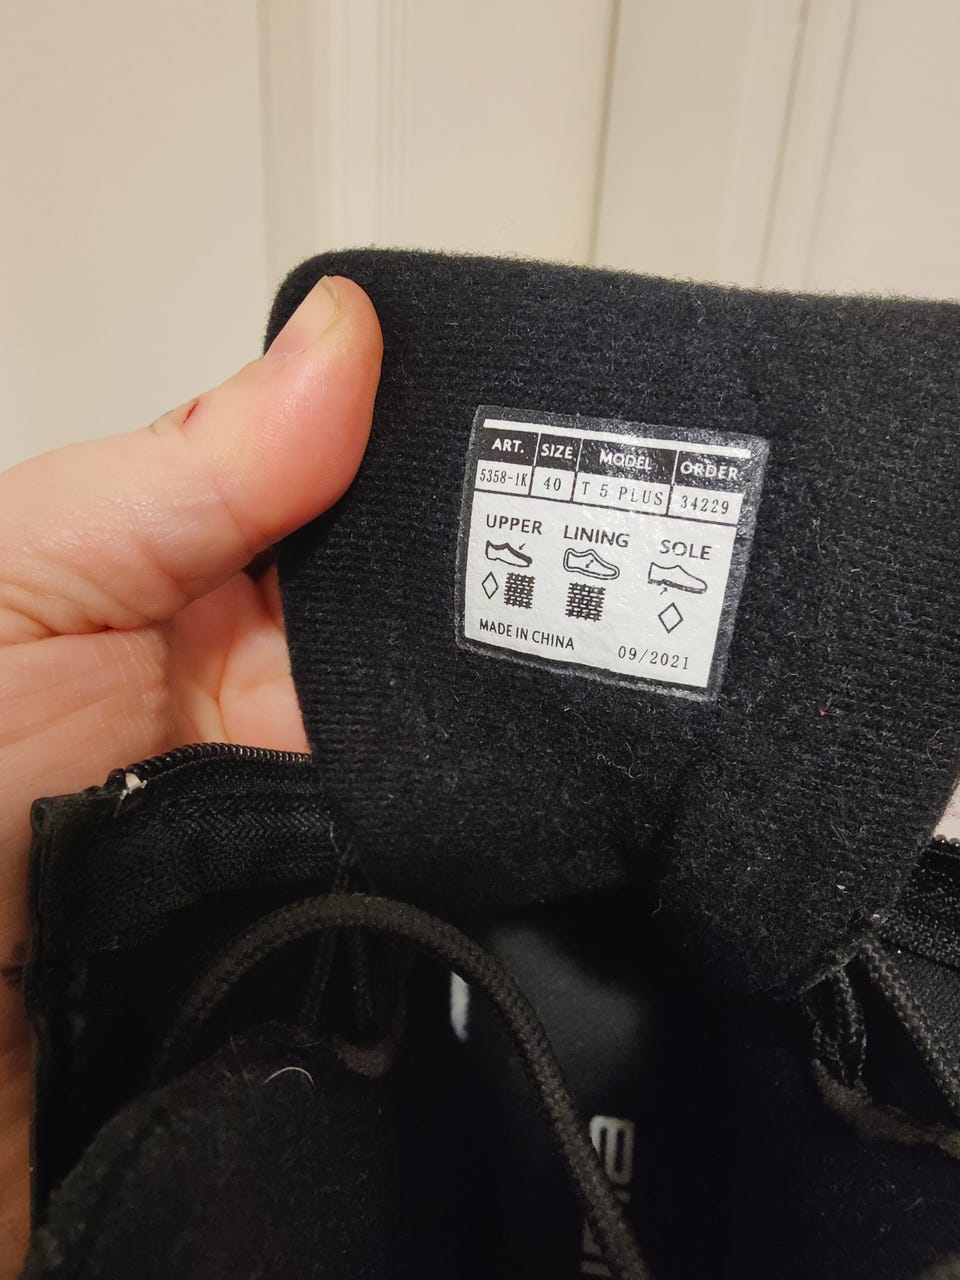 ART. SIZE MODEL ORDER
5358-1K 40 T 5 PLUS 34229
UPPER LINING SOLE
MADE IN CHINA 09/2021